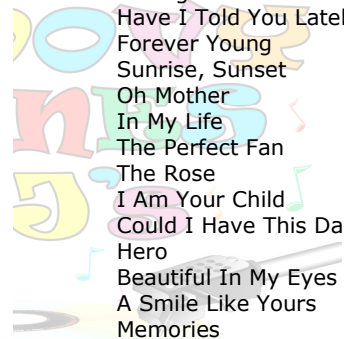 Have I Told You Latel
Forever Young
Sunrise, Sunset
Oh Mother
In My Life
The Perfect Fan
The Rose
I Am Your Child
Could I Have This Da
Hero
Beautiful In My Eyes
A Smile Like Yours
Memories